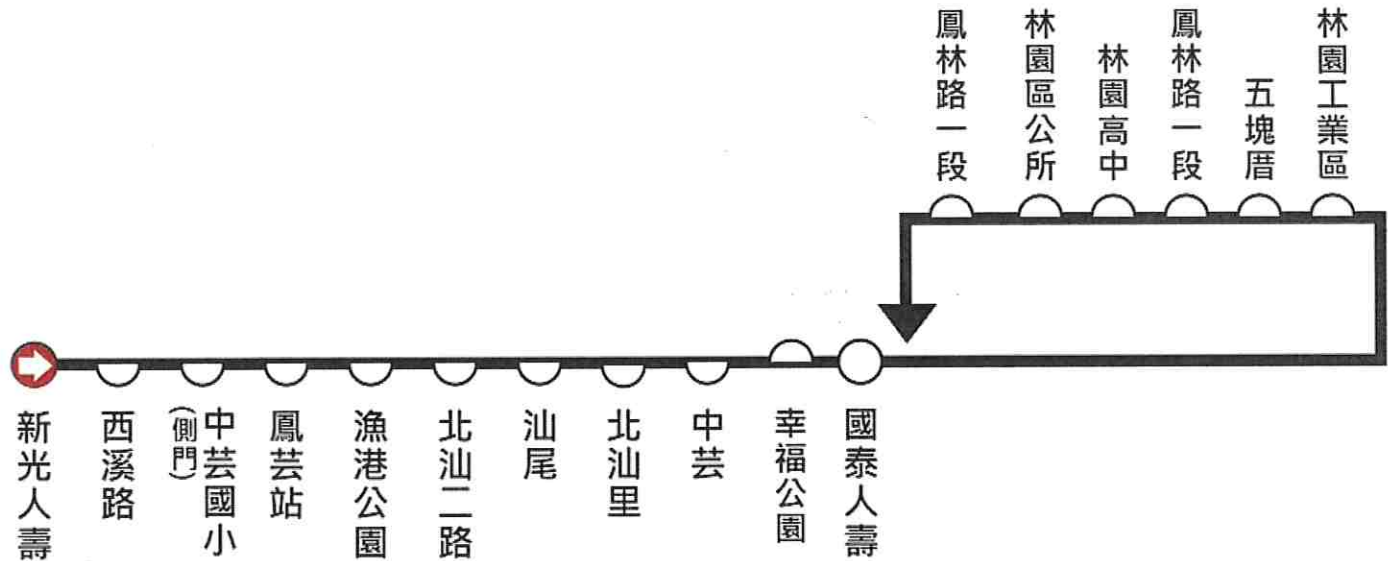 鳳林路一段
林園區公所
林園高中
鳳林路一段
五塊厝
林園工業區
新光人壽
西溪路
中芸國小
(側門)
鳳芸站
漁港公園
北汕二路
汕尾
北汕里
中芸
幸福公園
國泰人壽